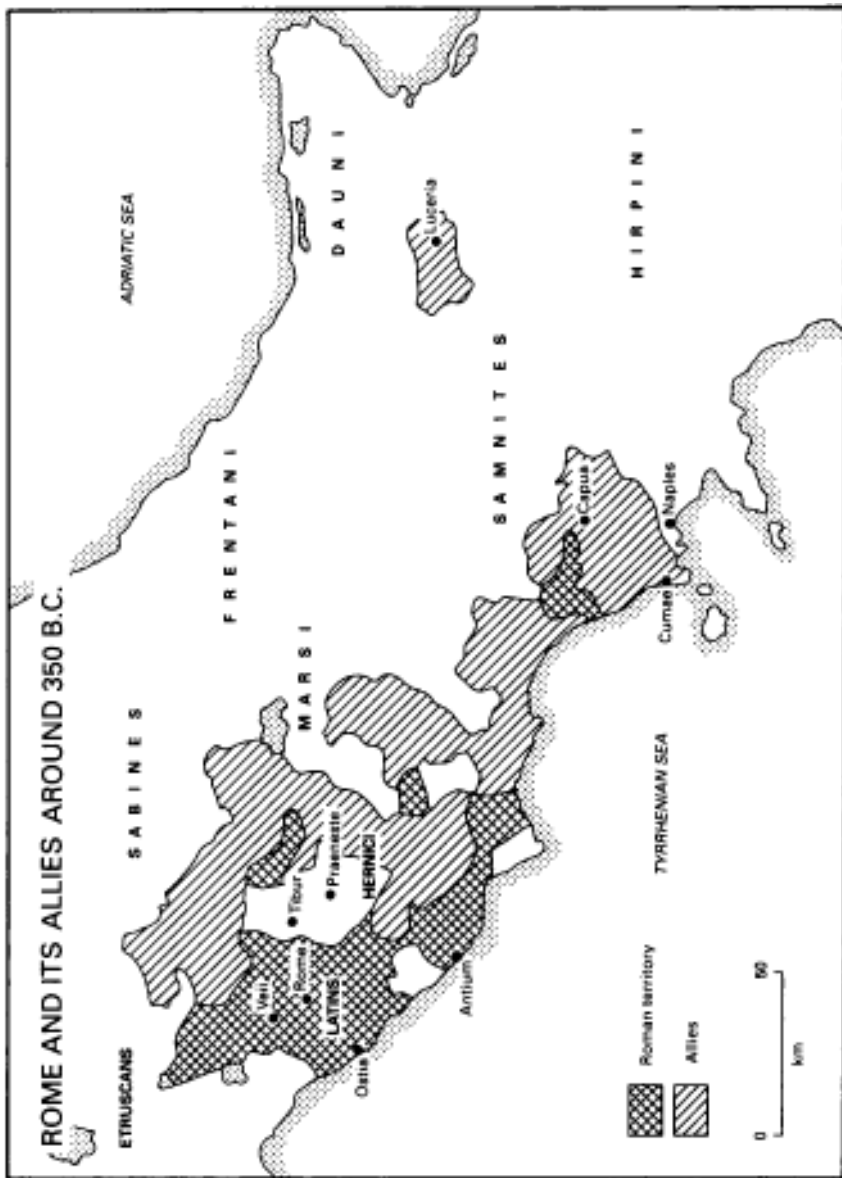 ROME AND ITS ALLIES AROUND 350 B.C.
ETRUSCANS
SABINES
ADRIATIC SEA
FRENTANI
DAUNI
MARSI
Veii
Tibur
Rome
Praeneste
LATINS
HERNICI
Ostia
Luceria
Antium
SAMNITES
Capua
HIRPINI
Cumae
Naples
TYRRHENIAN SEA
Roman territory
Allies
0 50
km